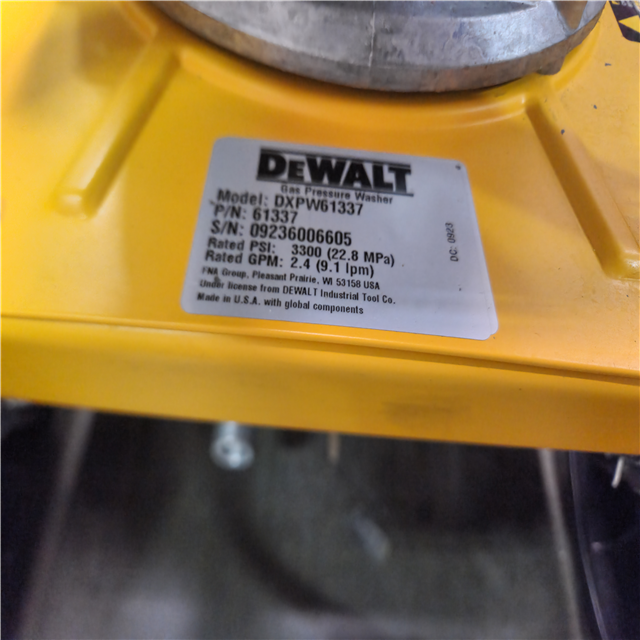 DEWALT
Gas Pressure Washer
Model: DXPW61337
P/N: 61337
S/N: 09236006605
Rated PSI: 3300 (22.8 MPa)
Rated GPM: 2.4 (9.1 lpm)
FNA Group, Pleasant Prairie, WI 53158 USA
Under license from DEWALT Industrial Tool Co.
Made in U.S.A. with global components
DC: 0923